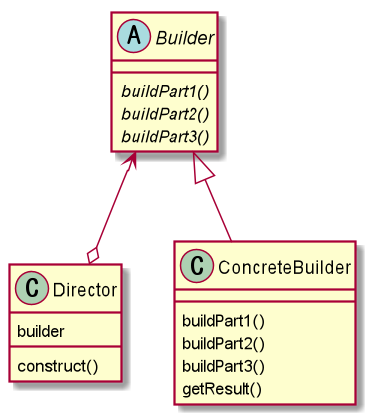 A Builder
buildPart1()
buildPart2()
buildPart3()
C Director
builder
construct()
C ConcreteBuilder
buildPart1()
buildPart2()
buildPart3()
getResult()